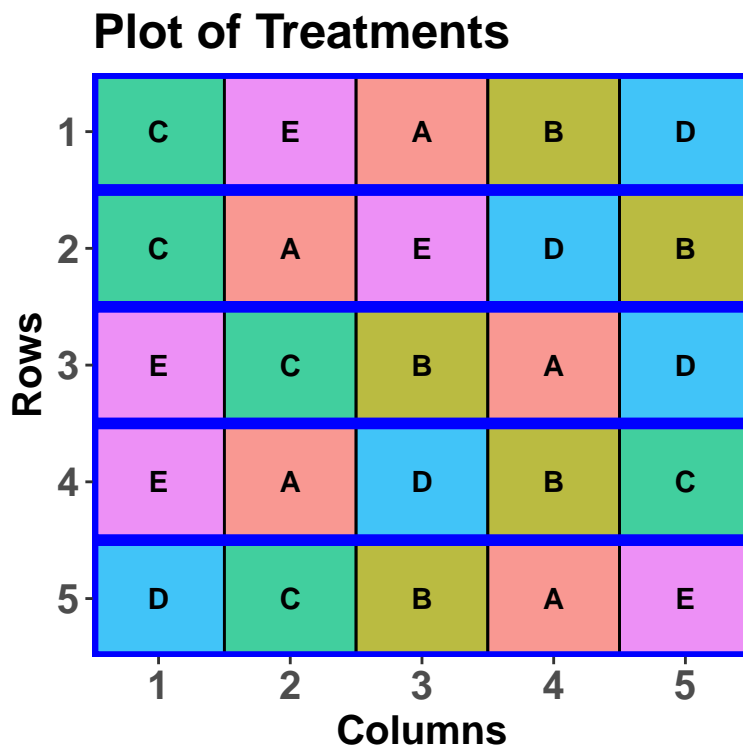 Plot of Treatments
Rows
1 C E A B D
2 C A E D B
3 E C B A D
4 E A D B C
5 D C B A E
1 2 3 4 5
Columns